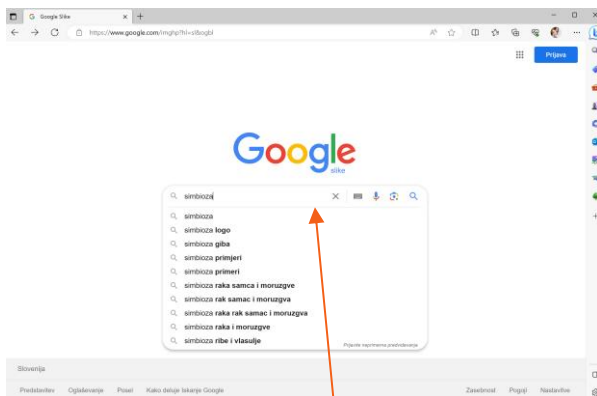 Google Slike
https://www.google.com/imghp?hl=sl&ogbl
Prijava
Google
slike
simbioza
simbioza
simbioza logo
simbioza giba
simbioza primjeri
simbioza primeri
simbioza raka samca i moruzgve
simbioza rak samac i moruzgva
simbioza raka rak samac i moruzgva
simbioza raka i moruzgve
simbioza ribe i vlasulje
Prijavite neprimerna predvidevanja
Slovenija
Predstavitev Oglaševanje Posel Kako deluje Iskanje Google Zasebnost Pogoji Nastavitve